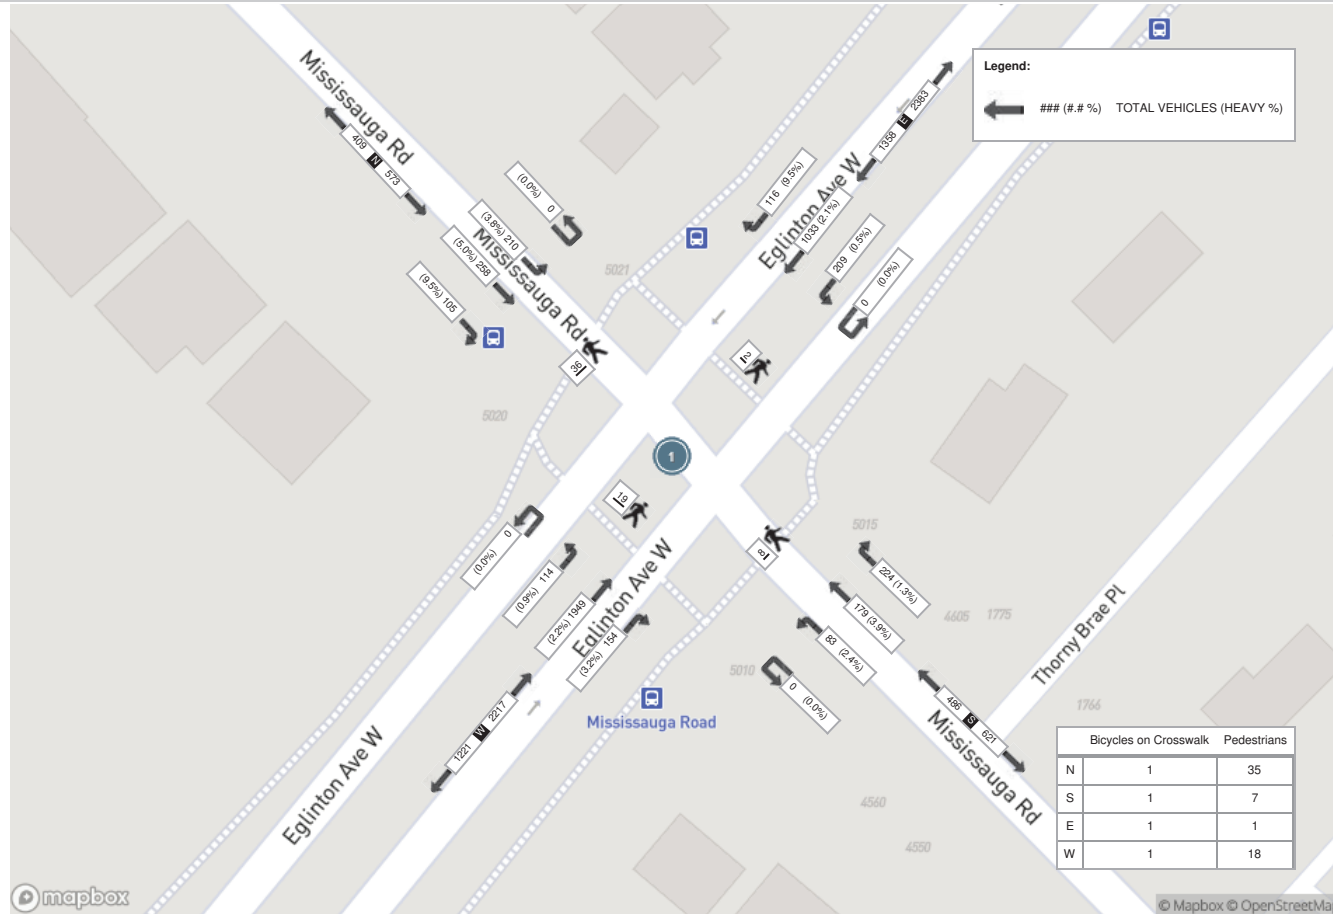 Mississauga Rd
409 N 573
(0.0%) 0
(3.8%) 210
(5.0%) 258
(9.5%) 105
Mississauga Rd
5021
5020
36
116 (9.5%)
1033 (2.1%)
209 (0.5%)
0 (0.0%)
1358 E 2383
Eglinton Ave W
2
Legend:
### (#.# %) TOTAL VEHICLES (HEAVY %)
1
19
8
(0.0%) 0
(0.9%) 114
(2.2%) 1949
(3.2%) 154
Eglinton Ave W
1221 W 2217
Eglinton Ave W
Mississauga Road
5015
224 (1.3%)
179 (3.9%)
83 (2.4%)
0 (0.0%)
5010
4605
1775
486 S 621
Thorny Brae Pl
1766
Mississauga Rd
4560
4550
Bicycles on Crosswalk Pedestrians
N 1 35
S 1 7
E 1 1
W 1 18
mapbox
© Mapbox © OpenStreetMa